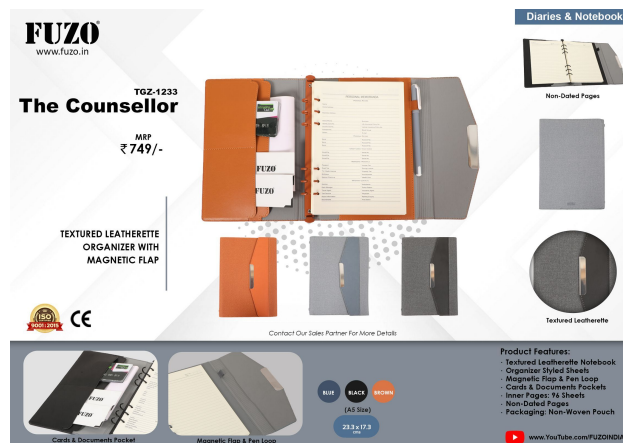 FUZO®
www.fuzo.in
Diaries & Notebook
TGZ-1233
The Counsellor
MRP
₹ 749/-
TEXTURED LEATHERETTE
ORGANIZER WITH
MAGNETIC FLAP
PERSONAL MEMORANDA
FUZO
FUZO
Non-Dated Pages
Textured Leatherette
ISO
9001:2015
CE
Contact Our Sales Partner For More Details
Cards & Documents Pocket
Magnetic Flap & Pen Loop
BLUE
BLACK
BROWN
(A5 Size)
23.3 x 17.3
cms
Product Features:
- Textured Leatherette Notebook
- Organizer Styled Sheets
- Magnetic Flap & Pen Loop
- Cards & Documents Pockets
- Inner Pages: 96 Sheets
- Non-Dated Pages
- Packaging: Non-Woven Pouch
www.YouTube.com/FUZOINDIA